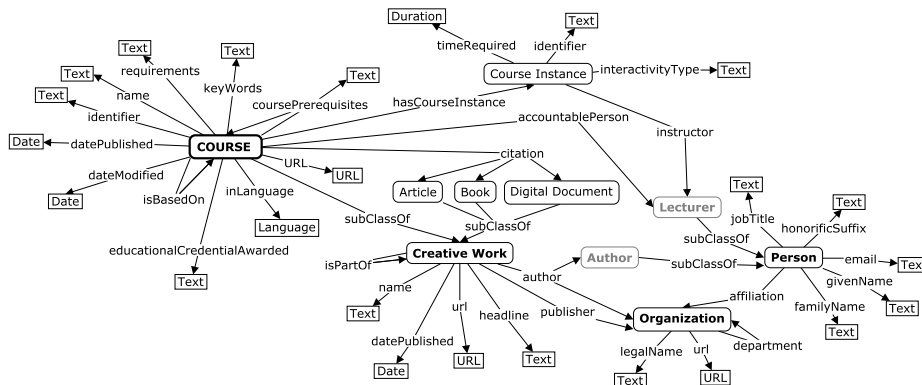 Duration
Text
timeRequired
identifier
Text
Text
requirements
Text
keyWords
Course Instance
interactivityType
Text
Text
name
Text
coursePrerequisites
hasCourseInstance
Text
identifier
accountablePerson
instructor
Date
datePublished
COURSE
citation
URL
URL
dateModified
Date
isBasedOn
inLanguage
Language
Article
Book
Digital Document
Text
Lecturer
Text
jobTitle
honorificSuffix
subClassOf
subClassOf
subClassOf
educationalCredentialAwarded
Text
isPartOf
Creative Work
Author
subClassOf
Person
email
Text
author
name
Text
givenName
Text
affiliation
url
headline
publisher
Organization
familyName
Text
datePublished
Date
URL
Text
legalName
url
department
Text
URL